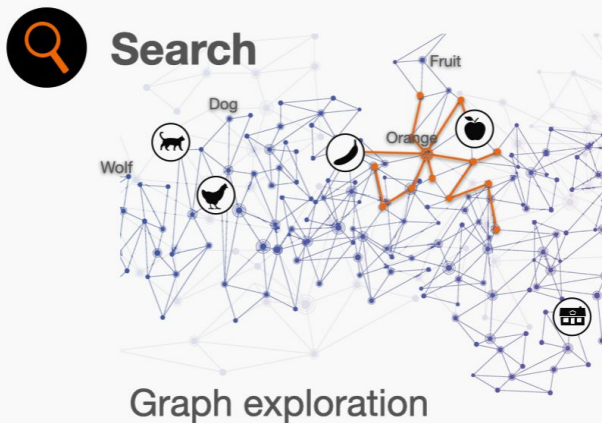 Search
Fruit
Dog
Orange
Wolf
Graph exploration